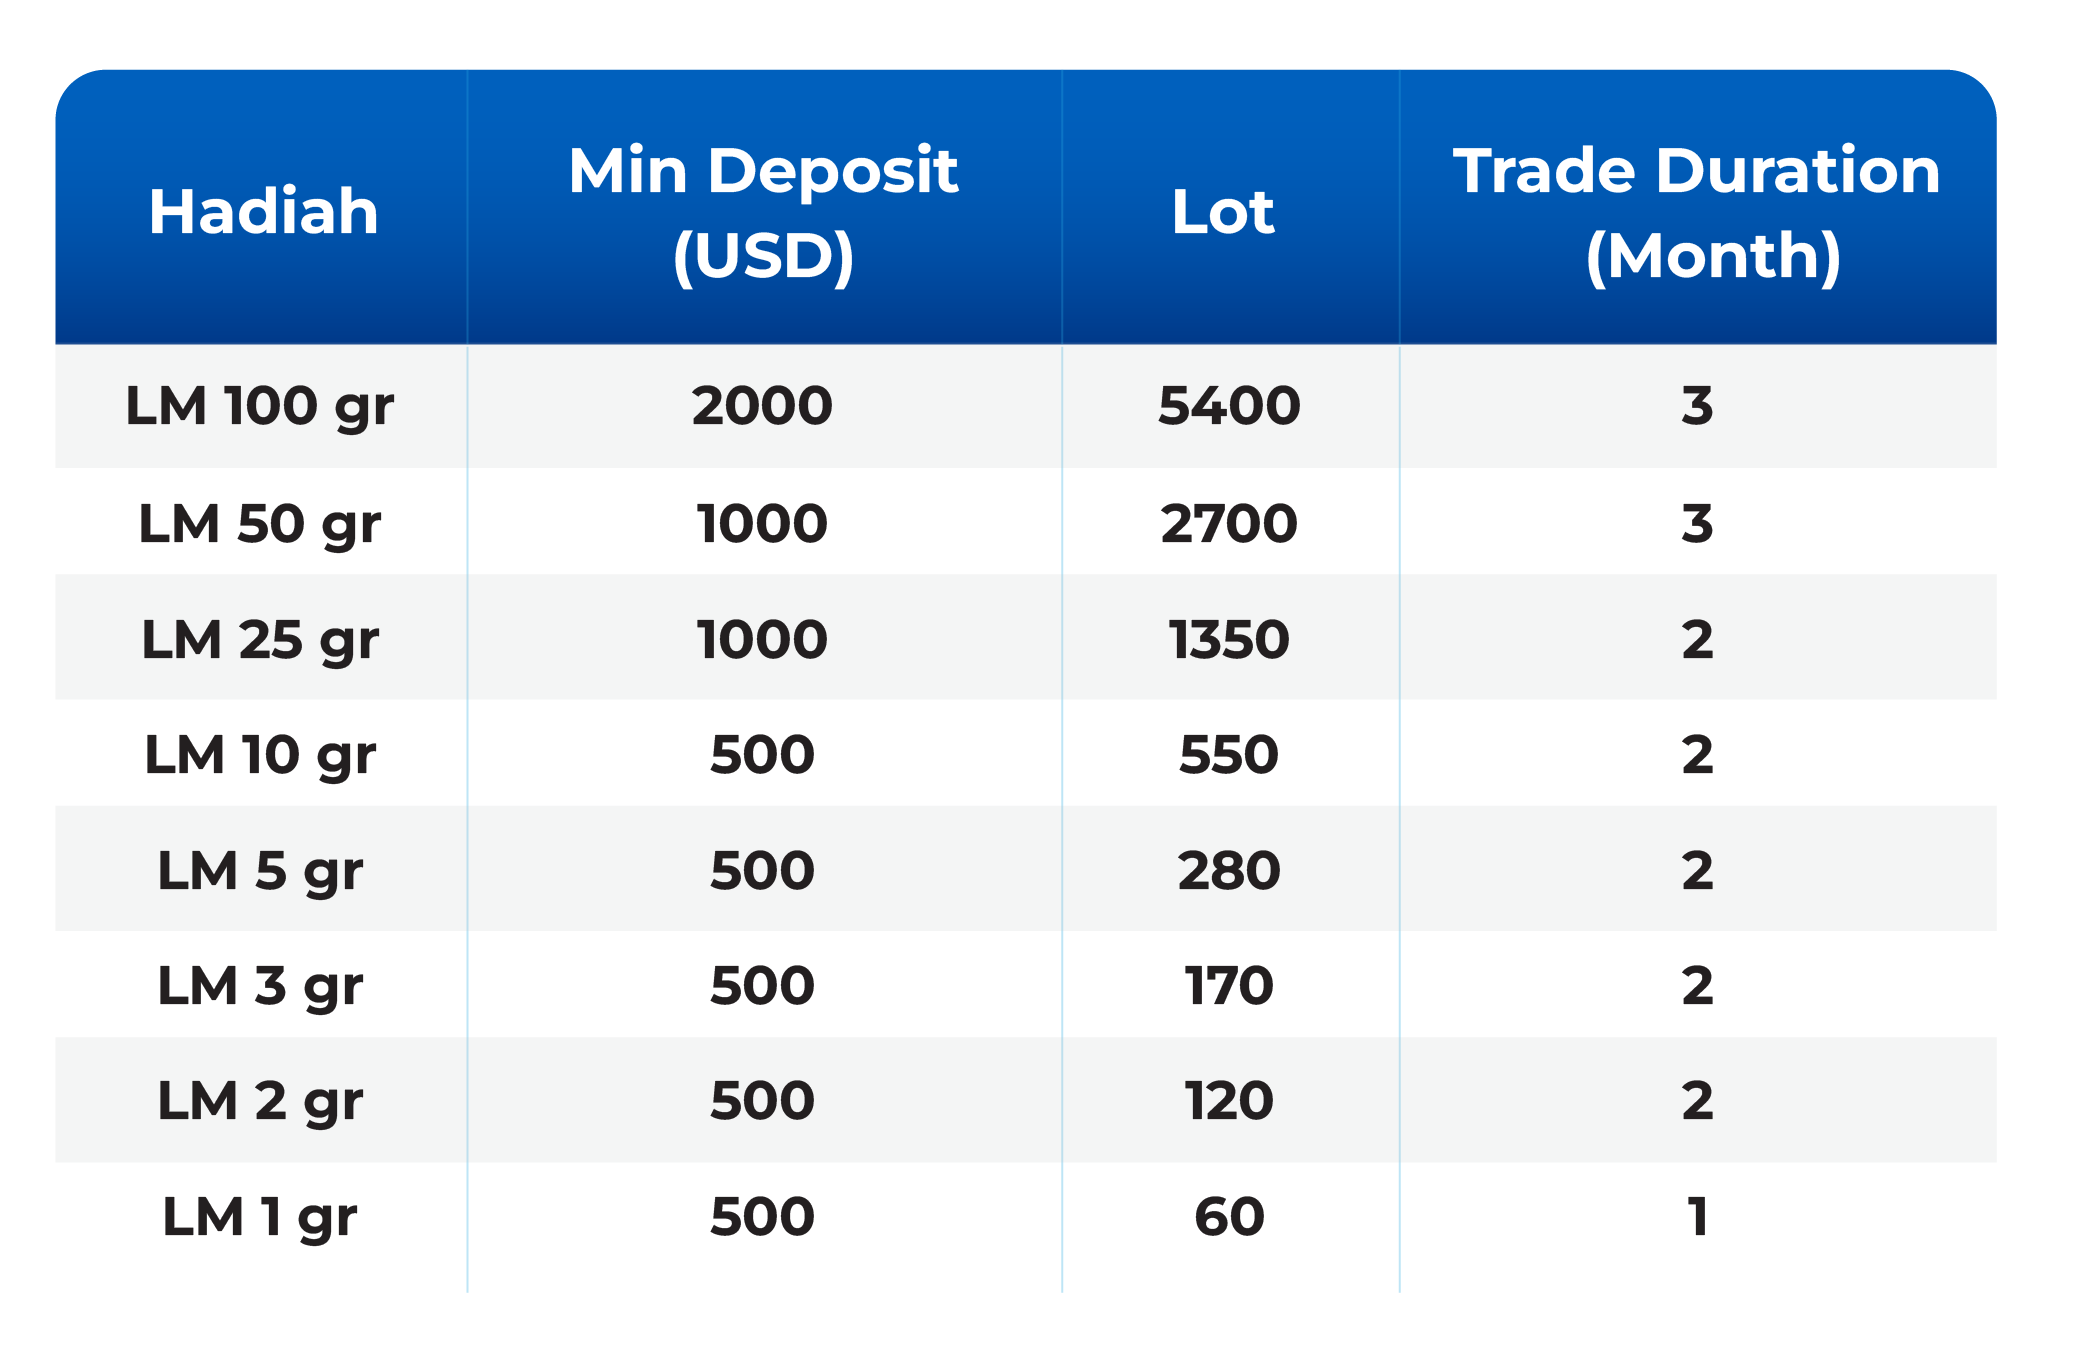 Hadiah
Min Deposit
(USD)
Lot
Trade Duration
(Month)
LM 100 gr 2000 5400 3
LM 50 gr 1000 2700 3
LM 25 gr 1000 1350 2
LM 10 gr 500 550 2
LM 5 gr 500 280 2
LM 3 gr 500 170 2
LM 2 gr 500 120 2
LM 1 gr 500 60 1